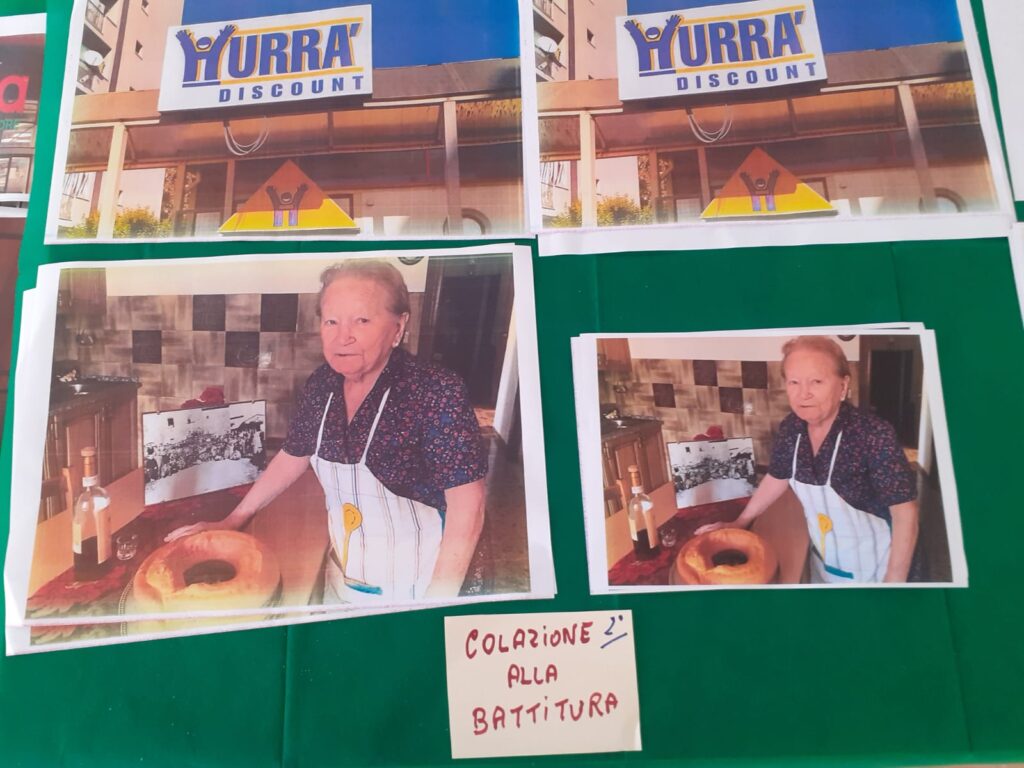 HURRA'
DISCOUNT
HURRA'
DISCOUNT
a
COLAZIONE 2°
ALLA
BATTITURA